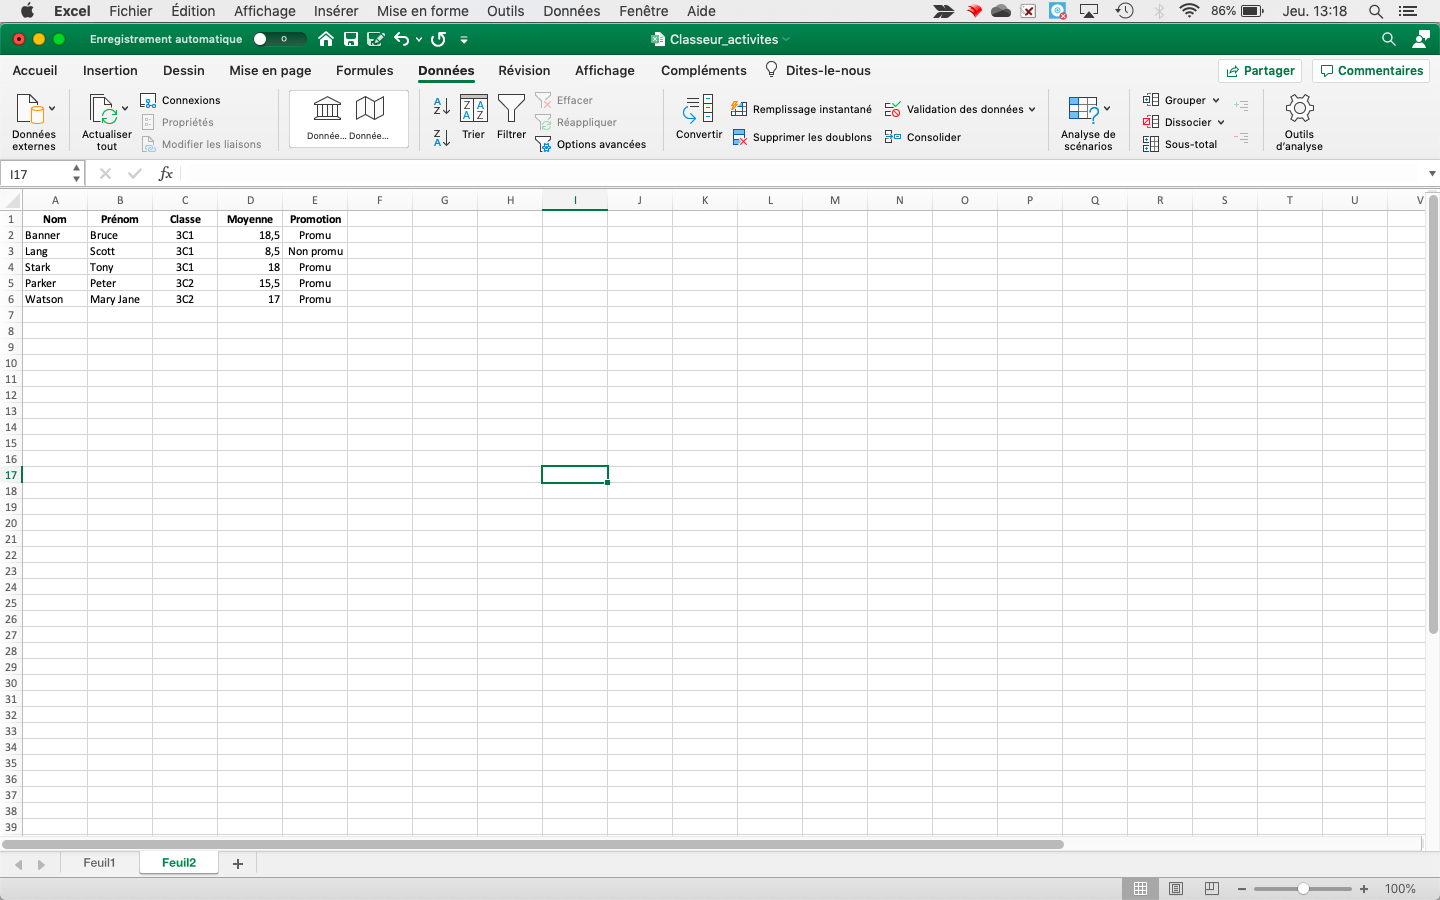 Excel Fichier Édition Affichage Insérer Mise en forme Outils Données Fenêtre Aide 86% Jeu. 13:18
Enregistrement automatique Classeur_activites
Accueil Insertion Dessin Mise en page Formules Données Révision Affichage Compléments Dites-le-nous Partager Commentaires
Données externes
Actualiser tout
Connexions
Propriétés
Modifier les liaisons
Donnée... Donnée...
Trier
Filtrer
Effacer
Réappliquer
Options avancées
Convertir
Remplissage instantané
Supprimer les doublons
Validation des données
Consolider
Analyse de scénarios
Grouper
Dissocier
Sous-total
Outils d'analyse
I17 fx
A B C D E F G H I J K L M N O P Q R S T U V
1 Nom Prénom Classe Moyenne Promotion
2 Banner Bruce 3C1 18,5 Promu
3 Lang Scott 3C1 8,5 Non promu
4 Stark Tony 3C1 18 Promu
5 Parker Peter 3C2 15,5 Promu
6 Watson Mary Jane 3C2 17 Promu
7
8
9
10
11
12
13
14
15
16
17
18
19
20
21
22
23
24
25
26
27
28
29
30
31
32
33
34
35
36
37
38
39
Feuil1 Feuil2
100%